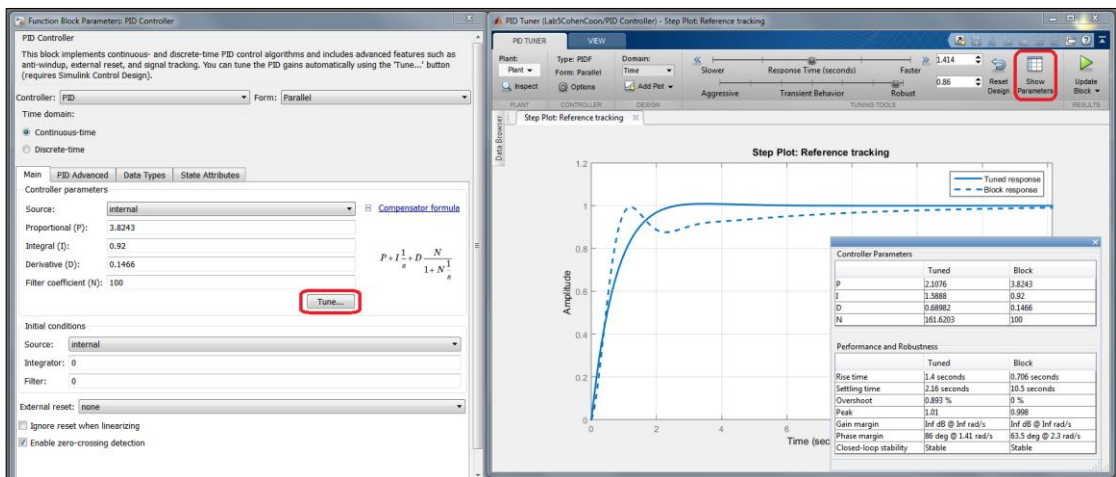 Function Block Parameters: PID Controller
PID Controller
This block implements continuous- and discrete-time PID control algorithms and includes advanced features such as
anti-windup, external reset, and signal tracking. You can tune the PID gains automatically using the 'Tune...' button
(requires Simulink Control Design).
Controller: PID
Form: Parallel
Time domain:
Continuous-time
Discrete-time
Main PID Advanced Data Types State Attributes
Controller parameters
Source: internal
Compensator formula
Proportional (P): 3.8243
Integral (I): 0.92
Derivative (D): 0.1466
Filter coefficient (N): 100
P+I 1/s +D N/(1+N 1/s)
Tune...
Initial conditions
Source: internal
Integrator: 0
Filter: 0
External reset: none
Ignore reset when linearizing
Enable zero-crossing detection
PID Tuner (Lab5CohenCoon/PID Controller) - Step Plot: Reference tracking
PID TUNER VIEW
Plant:
Plant
Inspect
PLANT
Type: PIDF
Form: Parallel
Options
CONTROLLER
Domain:
Time
Add Plot
DESIGN
Slower Response Time (seconds) Faster
1.414
Aggressive Transient Behavior Robust
0.86
TUNING TOOLS
Reset
Design
Show
Parameters
Update
Block
RESULTS
Data Browser
Step Plot: Reference tracking
Step Plot: Reference tracking
Tuned response
Block response
Amplitude
1.2
1
0.8
0.6
0.4
0.2
0
0 2 4 6
Time (sec
Controller Parameters
Tuned Block
P 2.1076 3.8243
I 1.5888 0.92
D 0.68982 0.1466
N 161.6203 100
Performance and Robustness
Tuned Block
Rise time 1.4 seconds 0.706 seconds
Settling time 2.16 seconds 10.5 seconds
Overshoot 0.893 % 0 %
Peak 1.01 0.998
Gain margin Inf dB @ Inf rad/s Inf dB @ Inf rad/s
Phase margin 86 deg @ 1.41 rad/s 63.5 deg @ 2.3 rad/s
Closed-loop stability Stable Stable